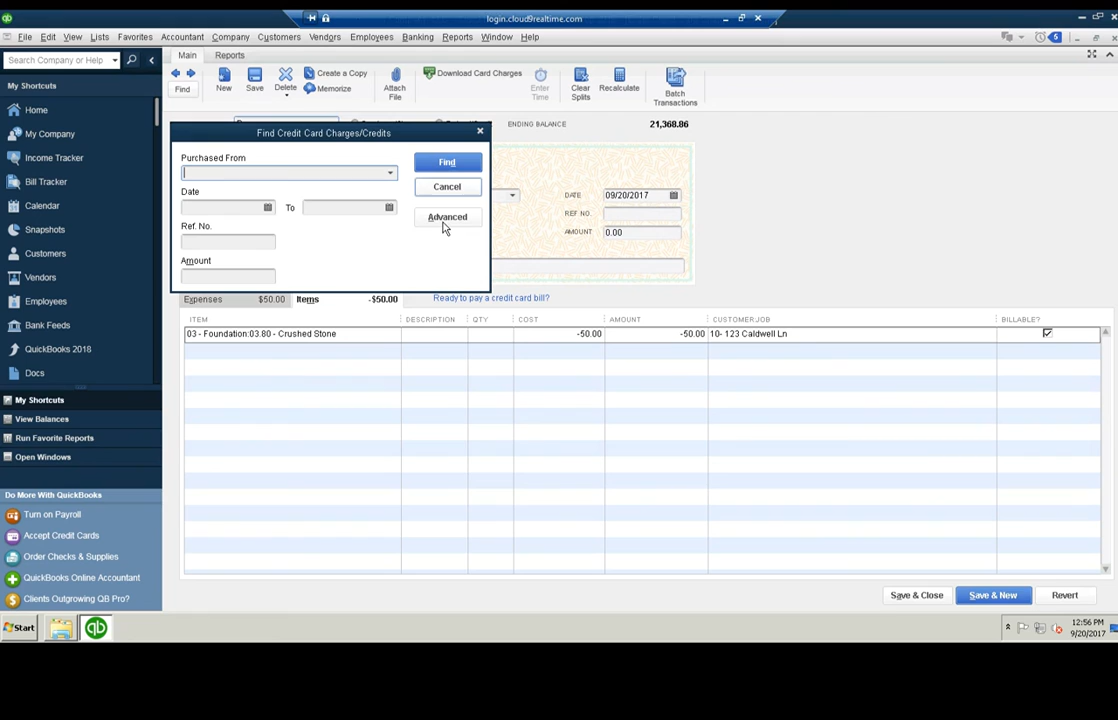 login.cloud9realtime.com
File Edit View Lists Favorites Accountant Company Customers Vendors Employees Banking Reports Window Help
5
Search Company or Help
Main Reports
Find New Save Delete Create a Copy Memorize Attach File Download Card Charges Enter Time Clear Splits Recalculate Batch Transactions
My Shortcuts
Home
My Company
Income Tracker
Bill Tracker
Calendar
Snapshots
Customers
Vendors
Employees
Bank Feeds
QuickBooks 2018
Docs
My Shortcuts
View Balances
Run Favorite Reports
Open Windows
Do More With QuickBooks
Turn on Payroll
Accept Credit Cards
Order Checks & Supplies
QuickBooks Online Accountant
Clients Outgrowing QB Pro?
ENDING BALANCE 21,368.86
Find Credit Card Charges/Credits
Purchased From
Find
Cancel
Date
To
Advanced
Ref. No.
Amount
DATE 09/20/2017
REF NO.
AMOUNT 0.00
Expenses $50.00 Items -$50.00 Ready to pay a credit card bill?
ITEM DESCRIPTION QTY COST AMOUNT CUSTOMER:JOB BILLABLE?
03 - Foundation:03.80 - Crushed Stone -50.00 -50.00 10- 123 Caldwell Ln
Save & Close Save & New Revert
Start
qb
12:56 PM
9/20/2017